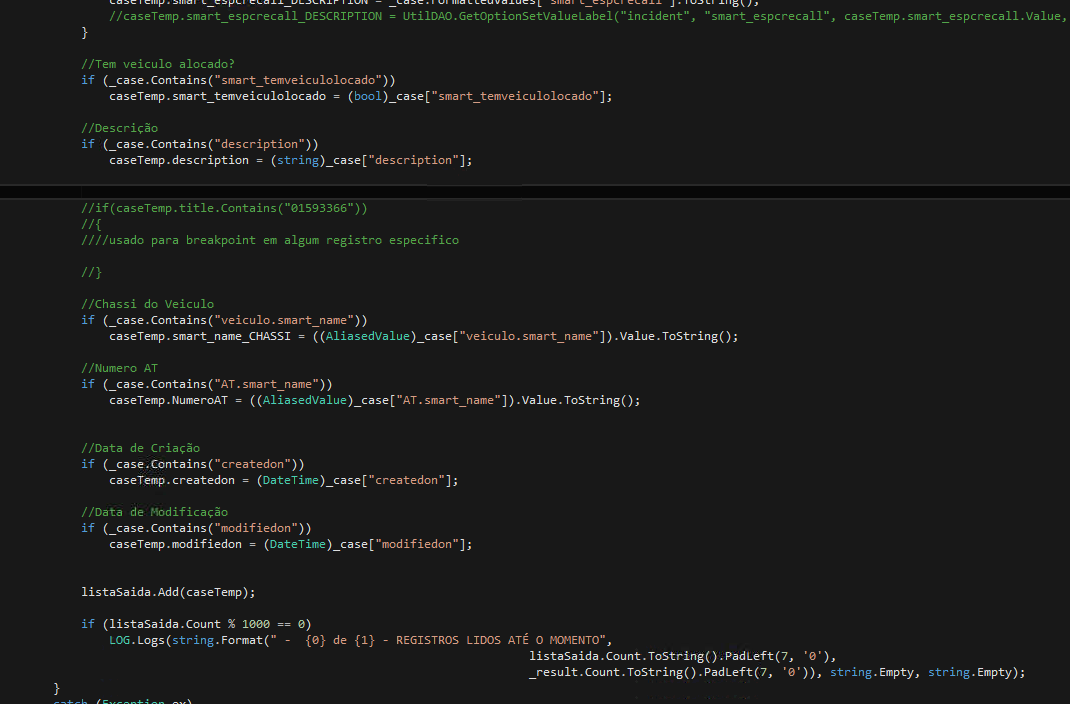 caseTemp.smart_espcrecall_DESCRIPTION = _case.FormattedValues["smart_espcrecall"].ToString();
//caseTemp.smart_espcrecall_DESCRIPTION = UtilDAO.GetOptionSetValueLabel("incident", "smart_espcrecall", caseTemp.smart_espcrecall.Value,
}
//Tem veiculo alocado?
if (_case.Contains("smart_temveiculolocado"))
caseTemp.smart_temveiculolocado = (bool)_case["smart_temveiculolocado"];
//Descrição
if (_case.Contains("description"))
caseTemp.description = (string)_case["description"];
//if(caseTemp.title.Contains("01593366"))
//{
////usado para breakpoint em algum registro especifico
//}
//Chassi do Veiculo
if (_case.Contains("veiculo.smart_name"))
caseTemp.smart_name_CHASSI = ((AliasedValue)_case["veiculo.smart_name"]).Value.ToString();
//Numero AT
if (_case.Contains("AT.smart_name"))
caseTemp.NumeroAT = ((AliasedValue)_case["AT.smart_name"]).Value.ToString();
//Data de Criação
if (_case.Contains("createdon"))
caseTemp.createdon = (DateTime)_case["createdon"];
//Data de Modificação
if (_case.Contains("modifiedon"))
caseTemp.modifiedon = (DateTime)_case["modifiedon"];
listaSaida.Add(caseTemp);
if (listaSaida.Count % 1000 == 0)
LOG.Logs(string.Format(" -  {0} de {1} - REGISTROS LIDOS ATÉ O MOMENTO",
listaSaida.Count.ToString().PadLeft(7, '0'),
_result.Count.ToString().PadLeft(7, '0')), string.Empty, string.Empty);
}
catch (Exception ex)